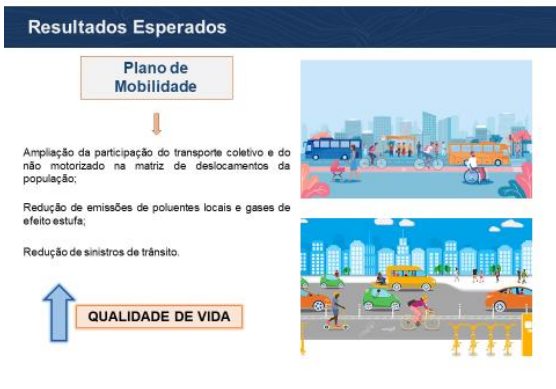 Resultados Esperados
Plano de
Mobilidade
Ampliação da participação do transporte coletivo e do
não motorizado na matriz de deslocamentos da
população;
Redução de emissões de poluentes locais e gases de
efeito estufa;
Redução de sinistros de trânsito.
QUALIDADE DE VIDA